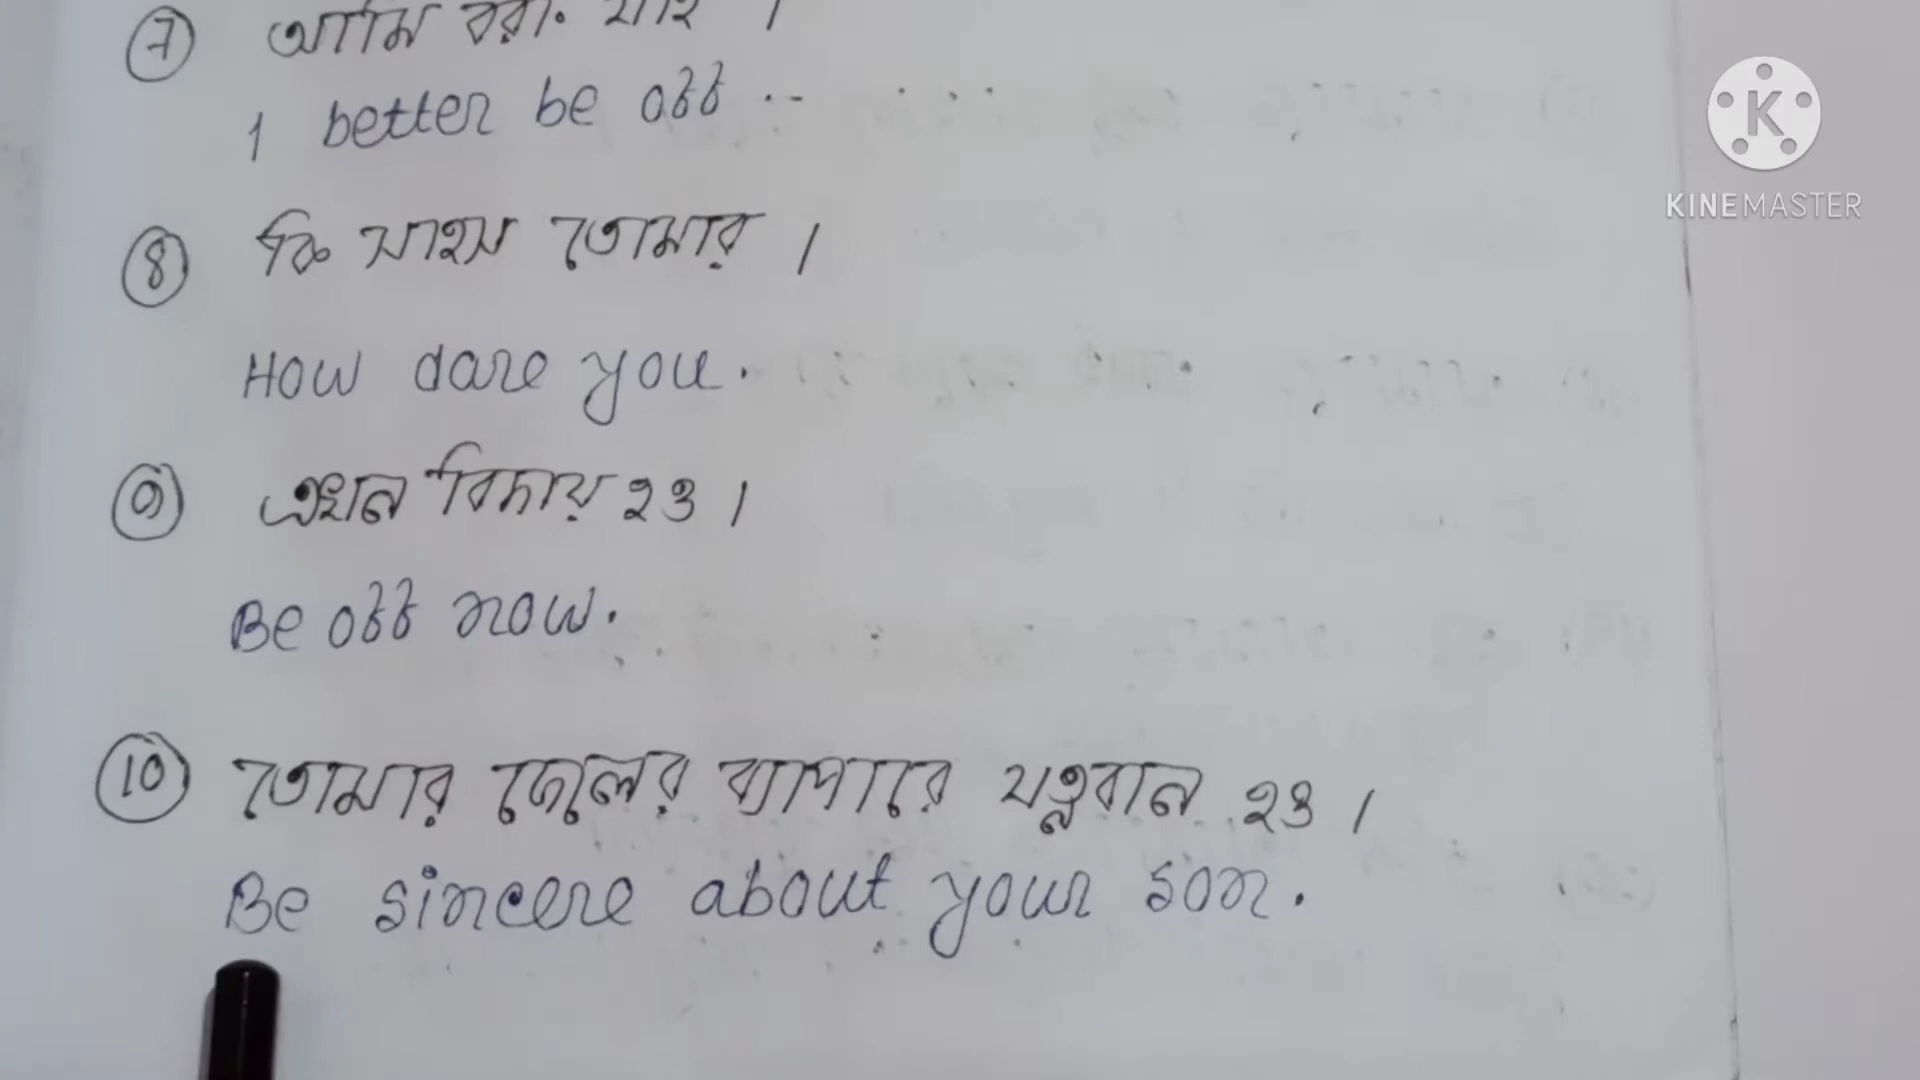 7 আমি বরং যাই ।
I better be off ..
8 কি সাহস তোমার ।
How dare you.
9 এখন বিদায় হও ।
Be off now.
10 তোমার ছেলের ব্যাপারে যত্নবান হও ।
Be sincere about your son.
KINEMASTER